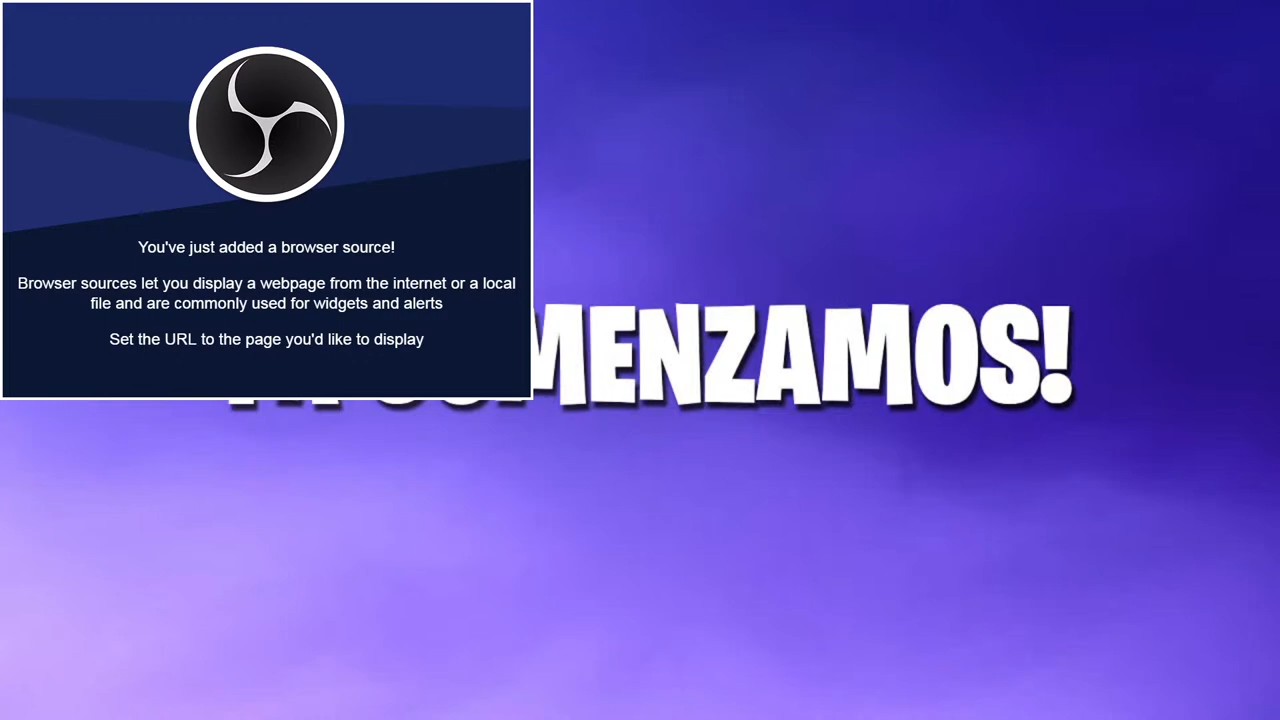 You've just added a browser source!
Browser sources let you display a webpage from the internet or a local
file and are commonly used for widgets and alerts
Set the URL to the page you'd like to display
MENZAMOS!